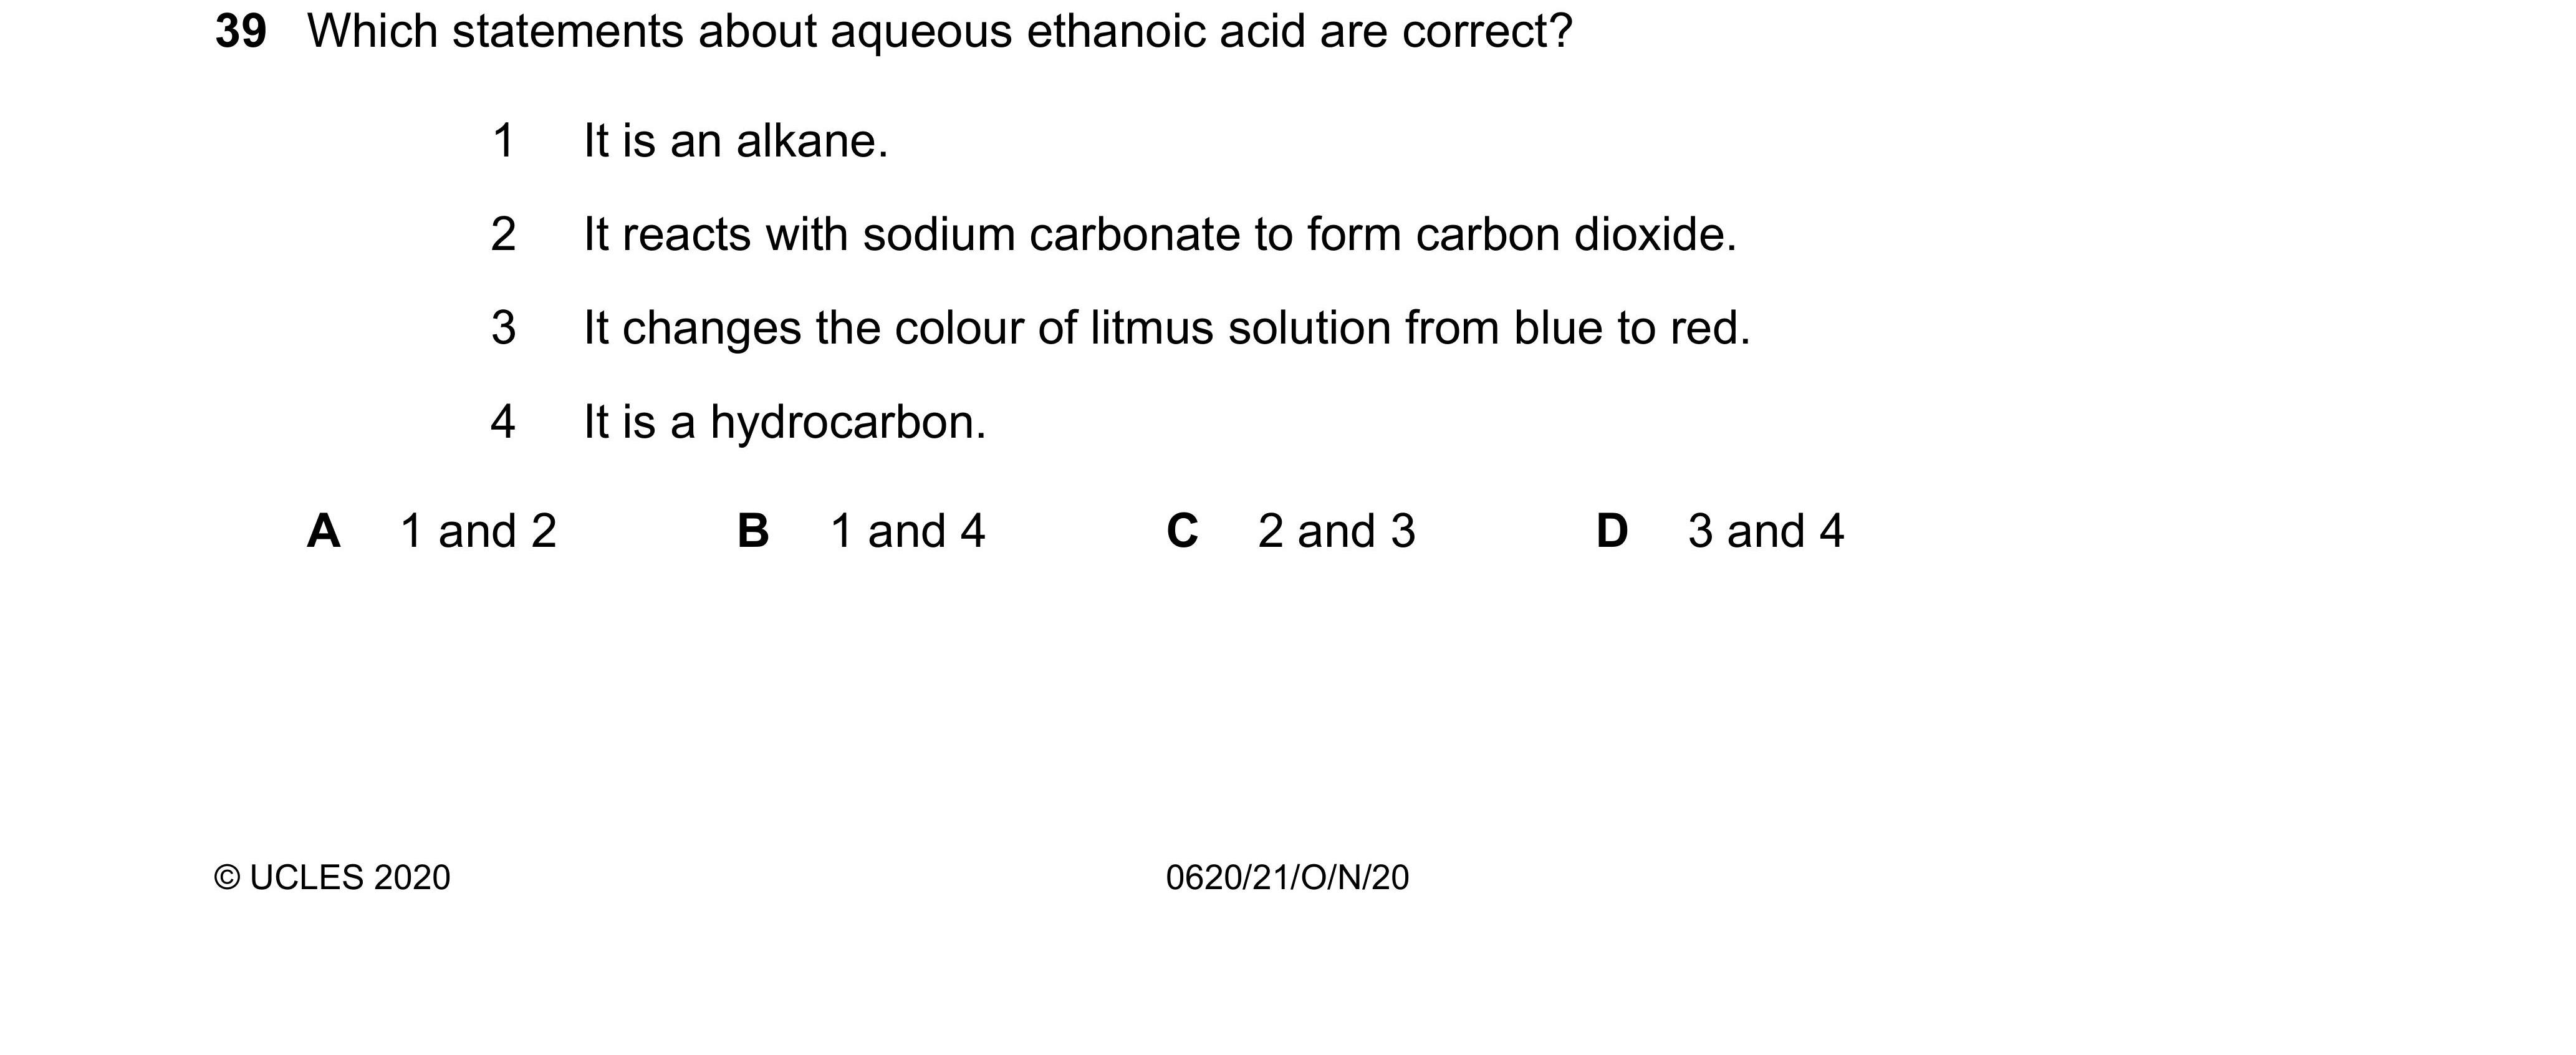 39 Which statements about aqueous ethanoic acid are correct?
1 It is an alkane.
2 It reacts with sodium carbonate to form carbon dioxide.
3 It changes the colour of litmus solution from blue to red.
4 It is a hydrocarbon.
A 1 and 2 B 1 and 4 C 2 and 3 D 3 and 4
© UCLES 2020 0620/21/O/N/20